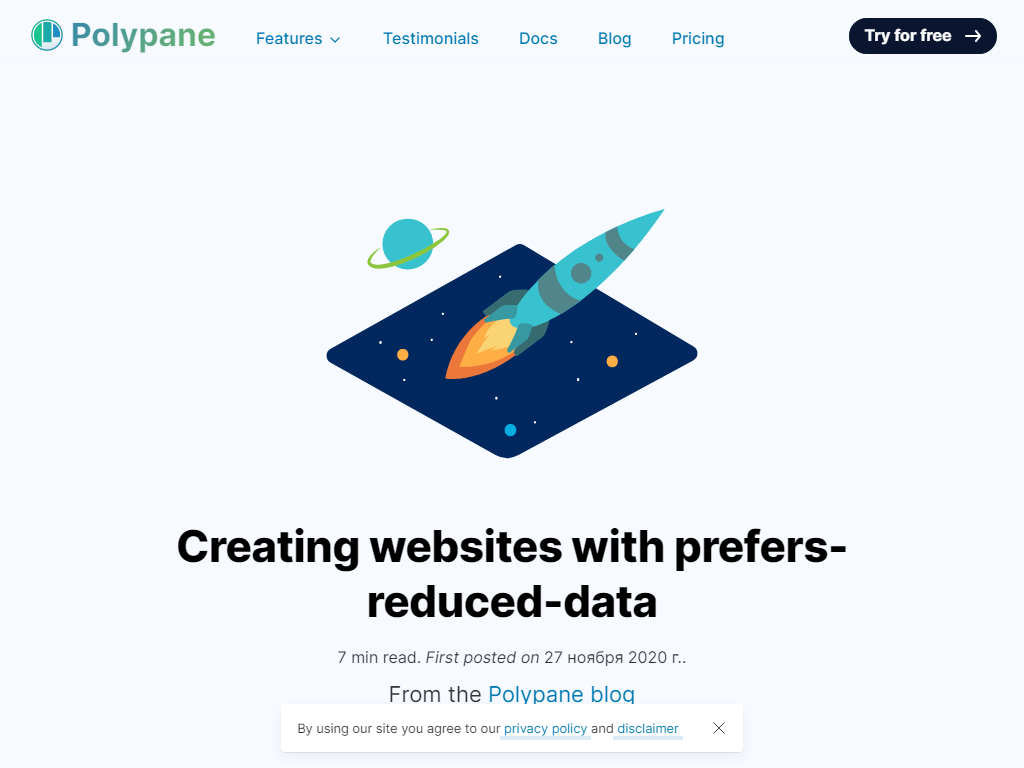 Polypane
Features
Testimonials
Docs
Blog
Pricing
Try for free
Creating websites with prefers-
reduced-data
7 min read. First posted on 27 ноября 2020 г..
From the Polypane blog
By using our site you agree to our privacy policy and disclaimer